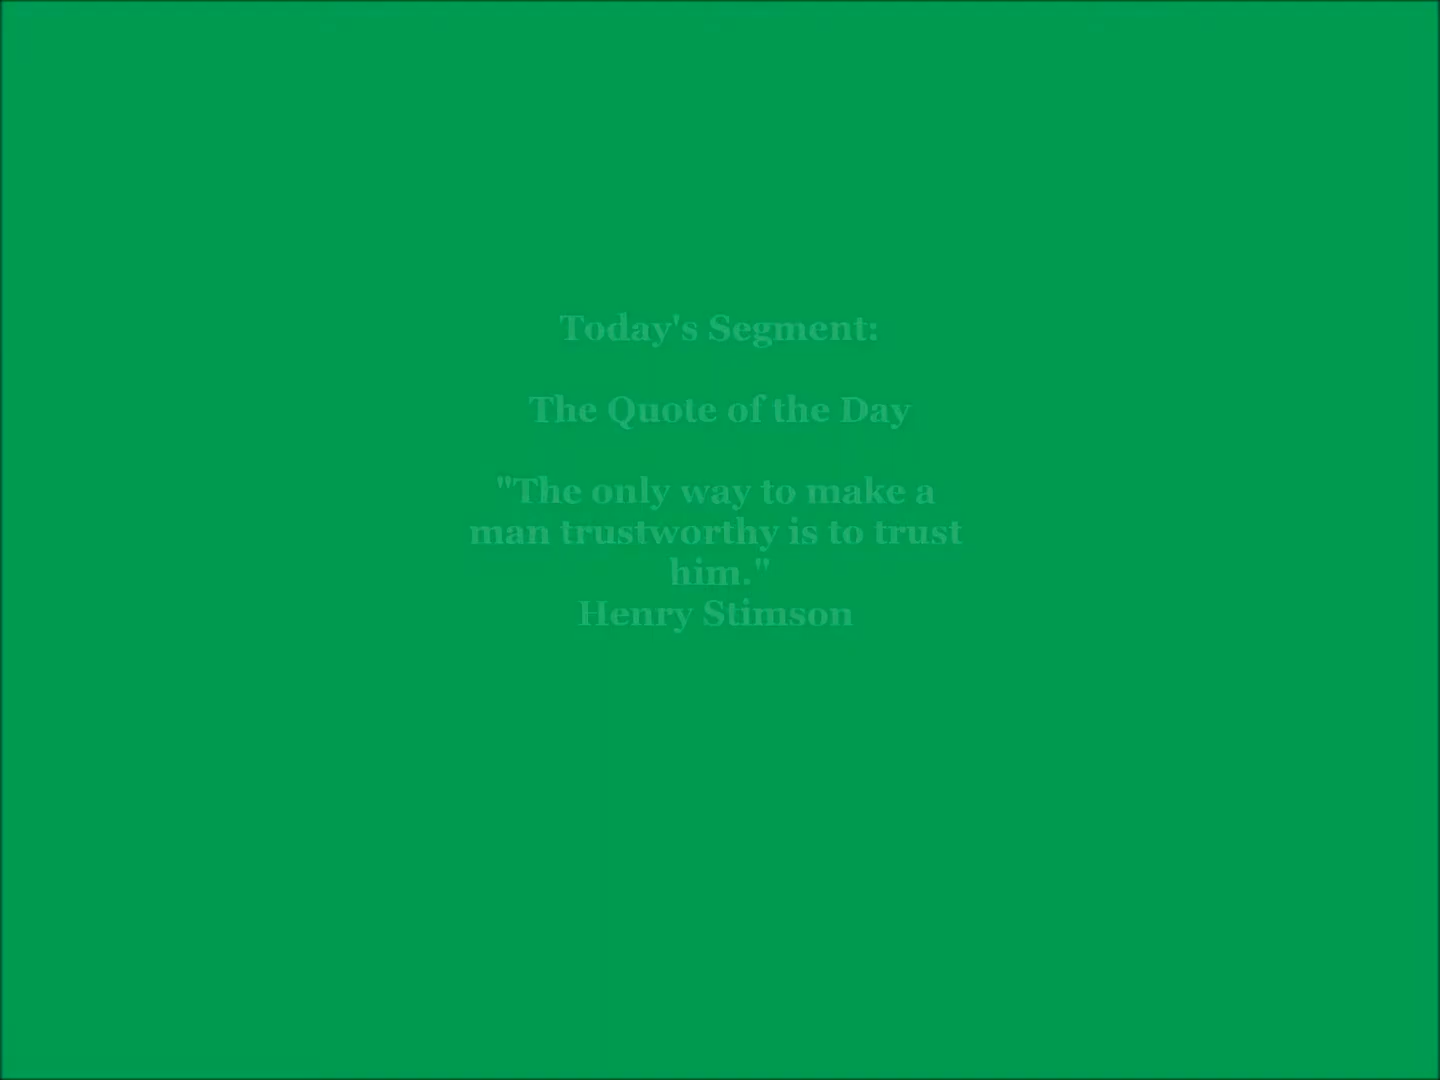 Today's Segment:
The Quote of the Day
"The only way to make a
man trustworthy is to trust
him."
Henry Stimson